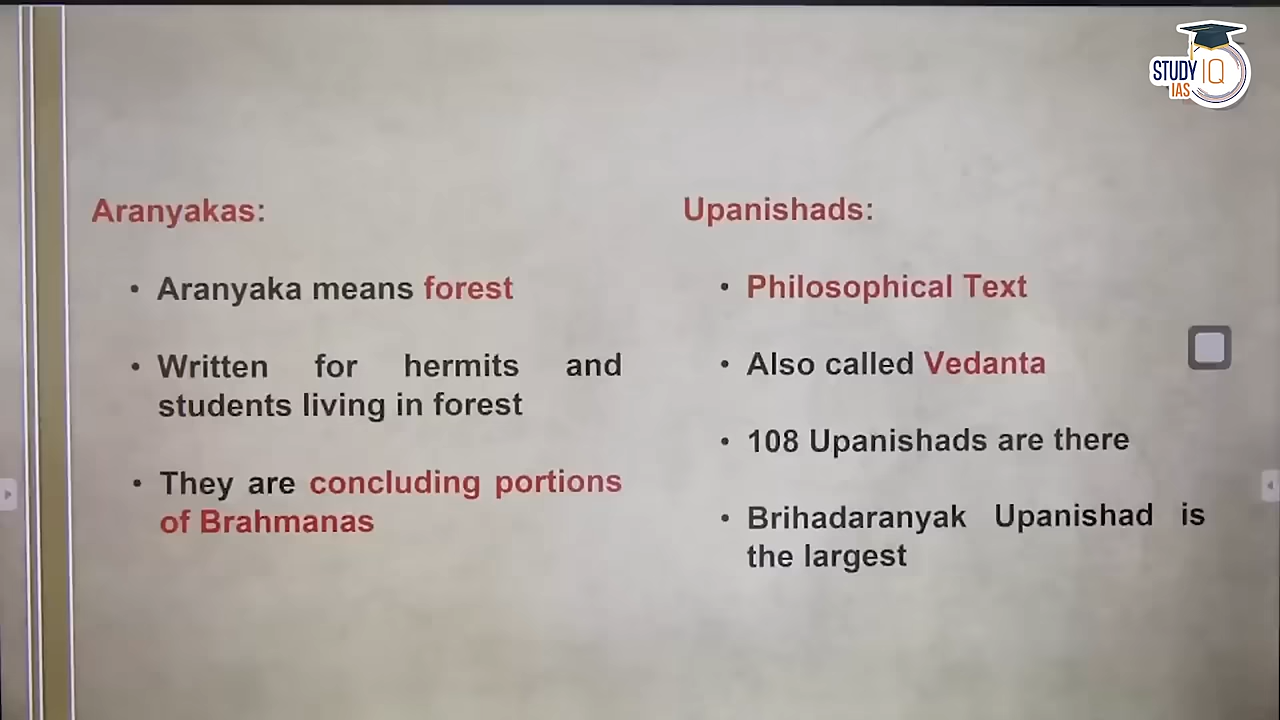 STUDY IQ
IAS
Aranyakas:
• Aranyaka means forest
• Written for hermits and
students living in forest
• They are concluding portions
of Brahmanas
Upanishads:
• Philosophical Text
• Also called Vedanta
• 108 Upanishads are there
• Brihadaranyak Upanishad is
the largest